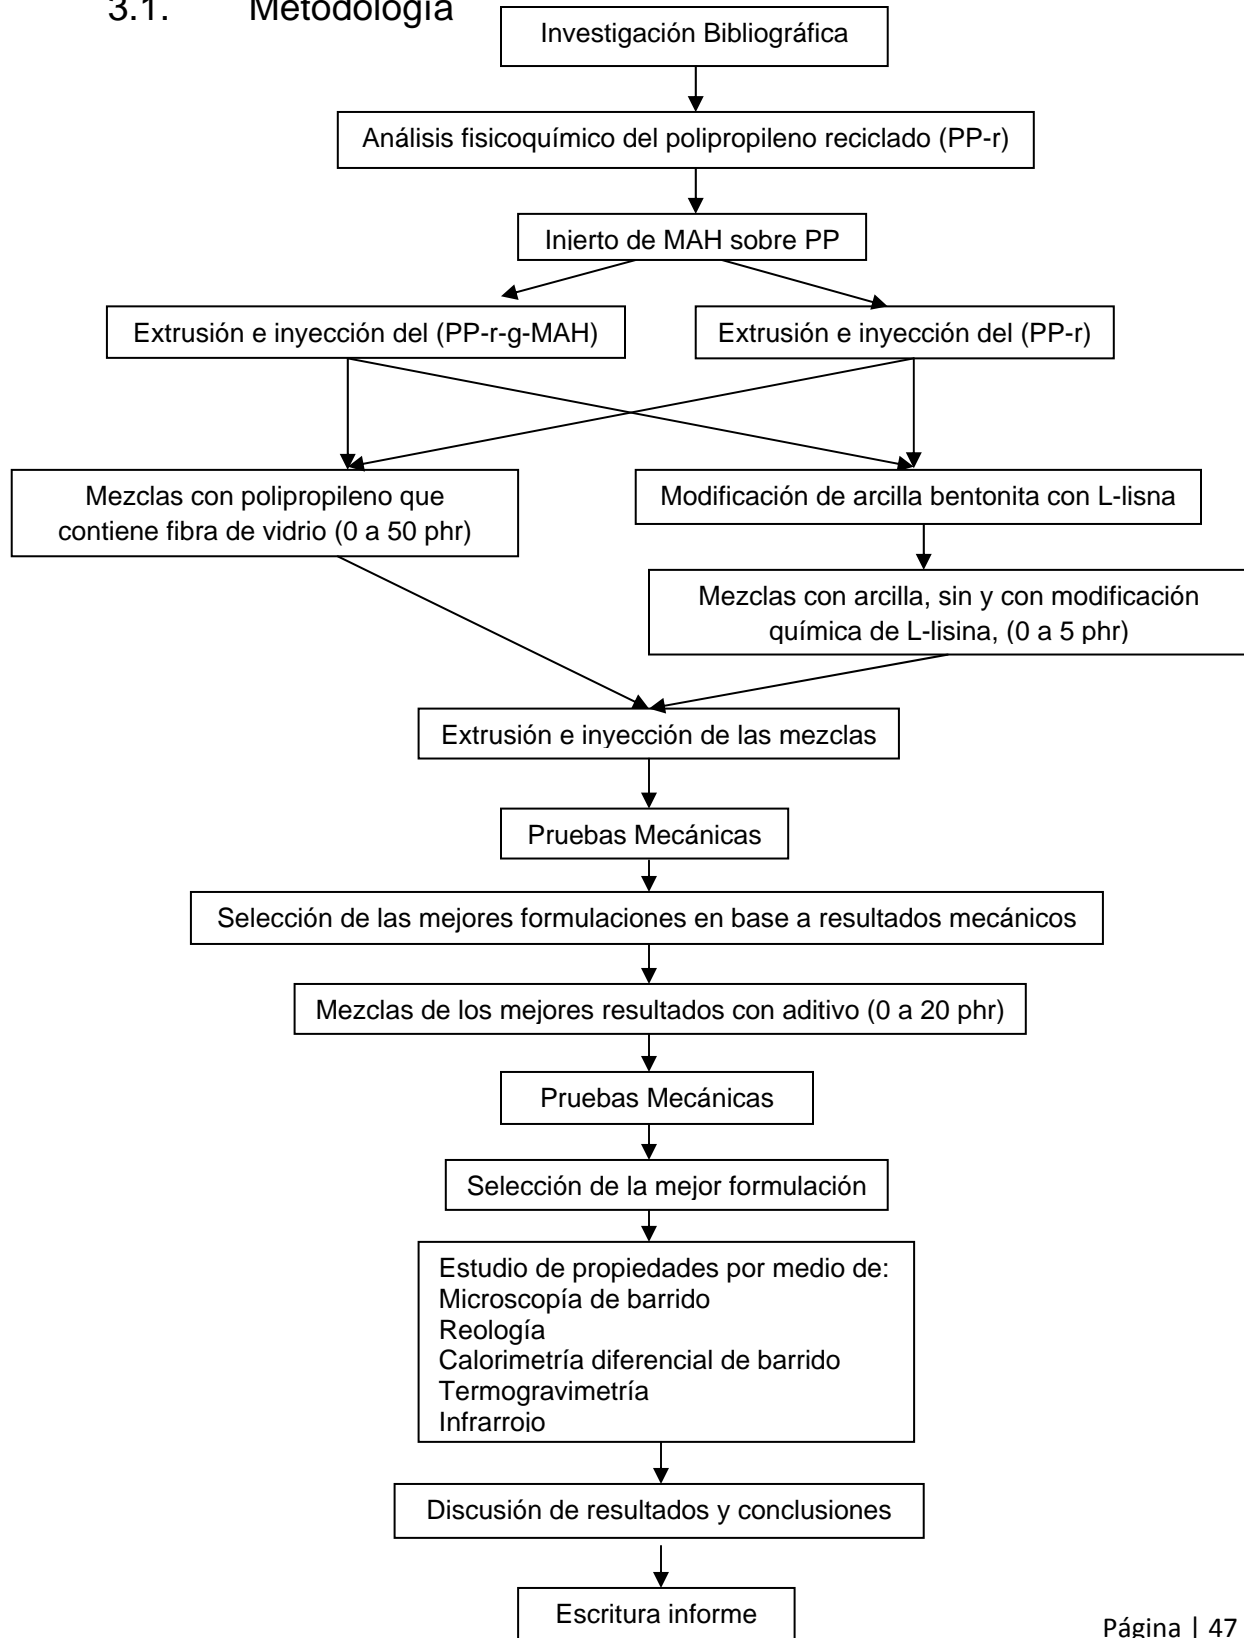 3.1. Metodología
Investigación Bibliográfica
Análisis fisicoquímico del polipropileno reciclado (PP-r)
Injerto de MAH sobre PP
Extrusión e inyección del (PP-r-g-MAH)
Extrusión e inyección del (PP-r)
Mezclas con polipropileno que
contiene fibra de vidrio (0 a 50 phr)
Modificación de arcilla bentonita con L-lisna
Mezclas con arcilla, sin y con modificación
química de L-lisina, (0 a 5 phr)
Extrusión e inyección de las mezclas
Pruebas Mecánicas
Selección de las mejores formulaciones en base a resultados mecánicos
Mezclas de los mejores resultados con aditivo (0 a 20 phr)
Pruebas Mecánicas
Selección de la mejor formulación
Estudio de propiedades por medio de:
Microscopía de barrido
Reología
Calorimetría diferencial de barrido
Termogravimetría
Infrarrojo
Discusión de resultados y conclusiones
Escritura informe
Página | 47